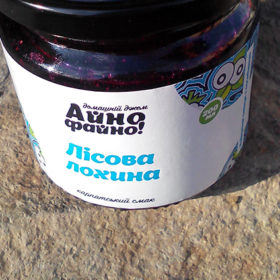 домашній джем
Айно
файно!
Лісова
лохина
карпатський смак